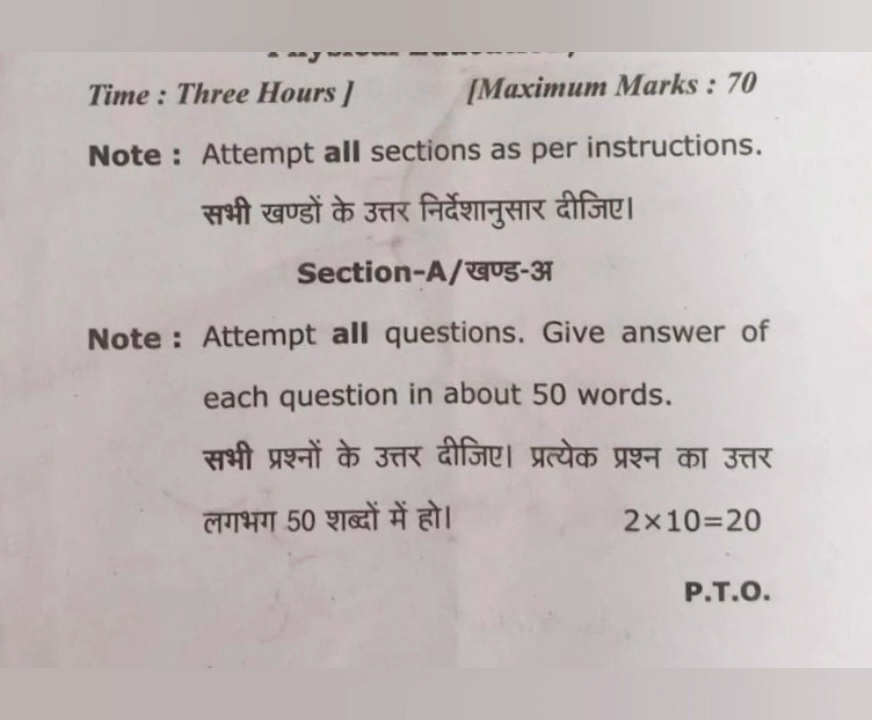 Time : Three Hours ] [Maximum Marks : 70
Note : Attempt all sections as per instructions.
सभी खण्डों के उत्तर निर्देशानुसार दीजिए।
Section-A/खण्ड-अ
Note : Attempt all questions. Give answer of
each question in about 50 words.
सभी प्रश्नों के उत्तर दीजिए। प्रत्येक प्रश्न का उत्तर
लगभग 50 शब्दों में हो। 2×10=20
P.T.O.